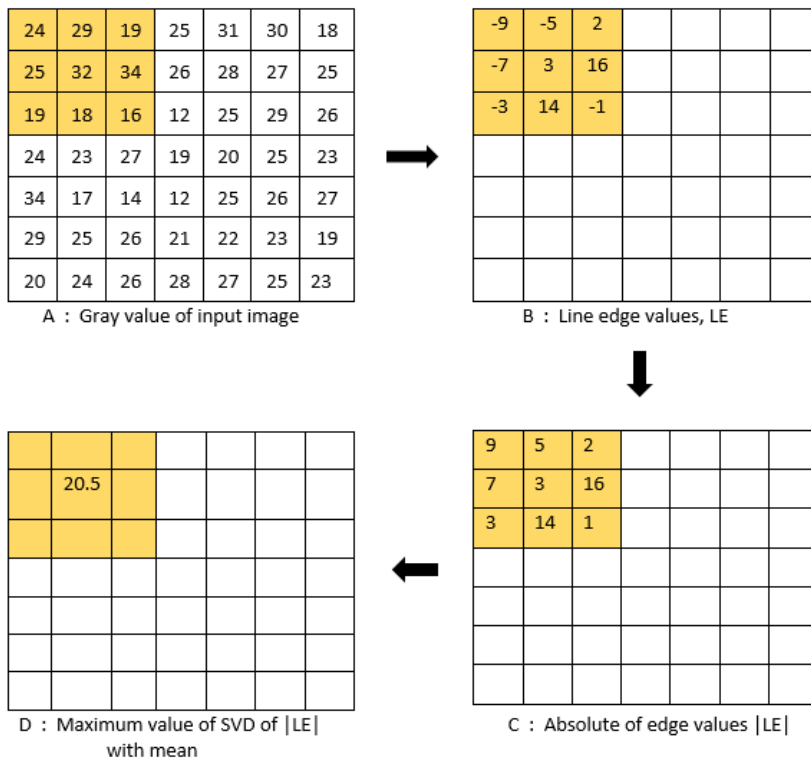 24 29 19 25 31 30 18
25 32 34 26 28 27 25
19 18 16 12 25 29 26
24 23 27 19 20 25 23
34 17 14 12 25 26 27
29 25 26 21 22 23 19
20 24 26 28 27 25 23
A : Gray value of input image
-9 -5 2
-7 3 16
-3 14 -1
B : Line edge values, LE
20.5
D : Maximum value of SVD of |LE|
with mean
9 5 2
7 3 16
3 14 1
C : Absolute of edge values |LE|